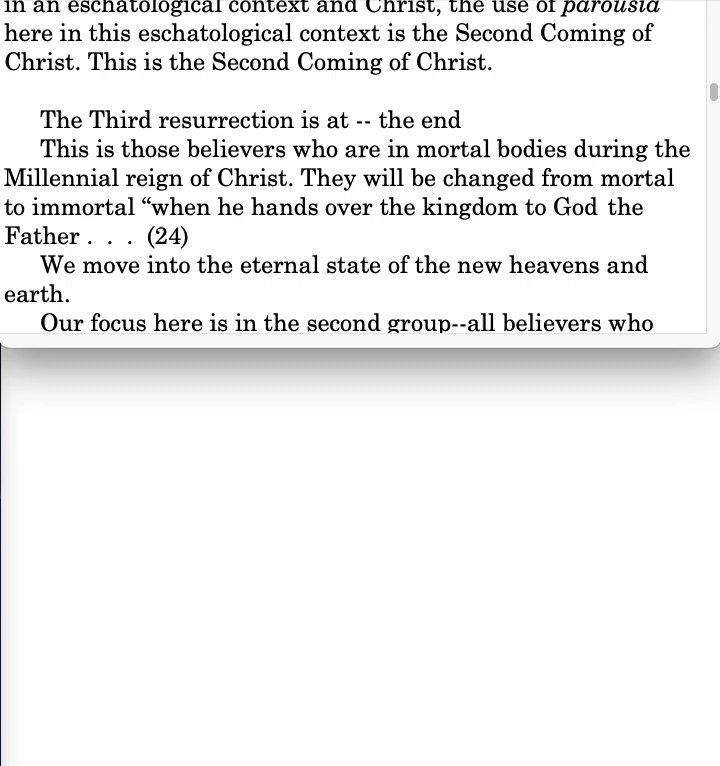 in an eschatological context and Christ, the use of parousia
here in this eschatological context is the Second Coming of
Christ. This is the Second Coming of Christ.
The Third resurrection is at -- the end
This is those believers who are in mortal bodies during the
Millennial reign of Christ. They will be changed from mortal
to immortal “when he hands over the kingdom to God the
Father . . . (24)
We move into the eternal state of the new heavens and
earth.
Our focus here is in the second group--all believers who